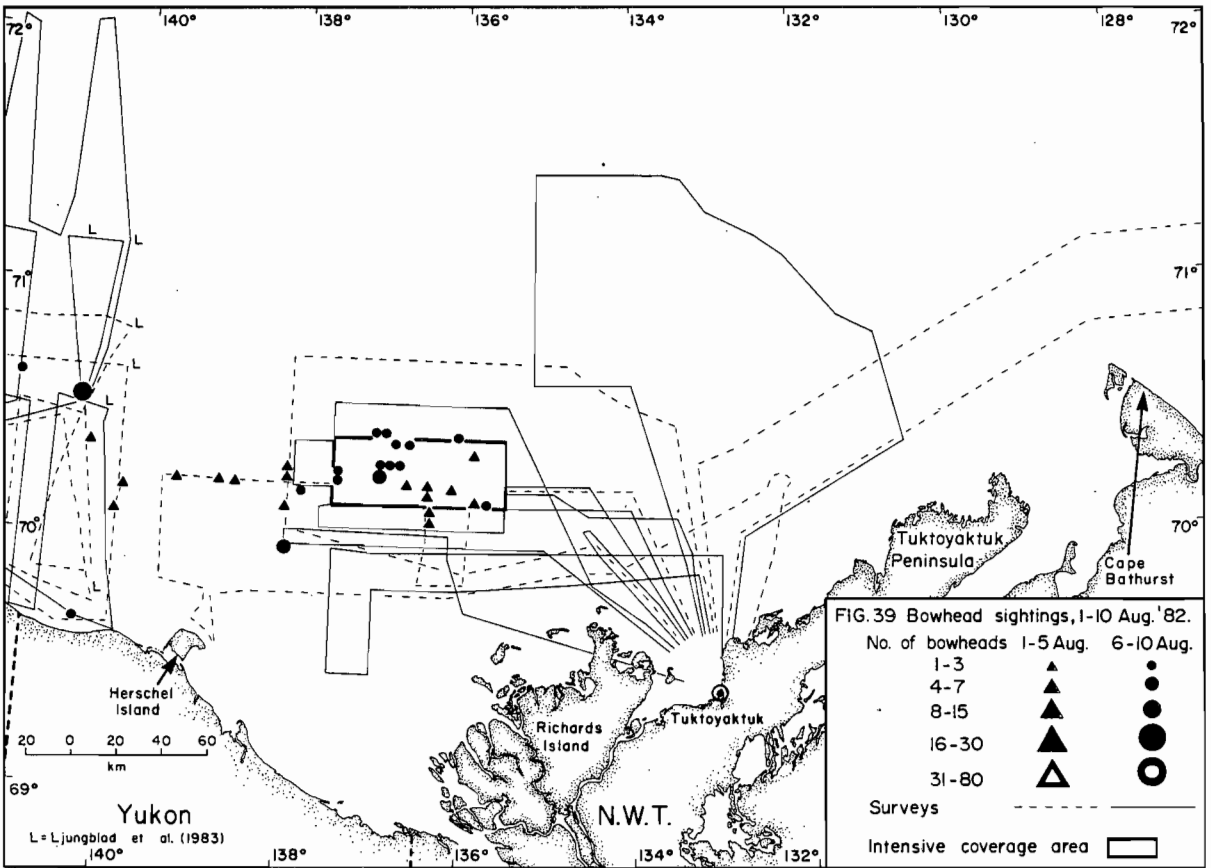 72° 140° 138° 136° 134° 132° 130° 128° 72°
L L
71° 71°
L
L
L
70° 70°
L
Tuktoyaktuk
Peninsula
Cape
Bathurst
Herschel
Island
20 0 20 40 60
km
Richards
Island
Tuktoyaktuk
69°
Yukon
L = Ljungblad et al. (1983)
N.W.T.
140° 138° 136° 134° 132°
FIG. 39 Bowhead sightings, 1-10 Aug. '82.
No. of bowheads 1-5 Aug. 6-10 Aug.
1-3
4-7
8-15
16-30
31-80
Surveys
Intensive coverage area